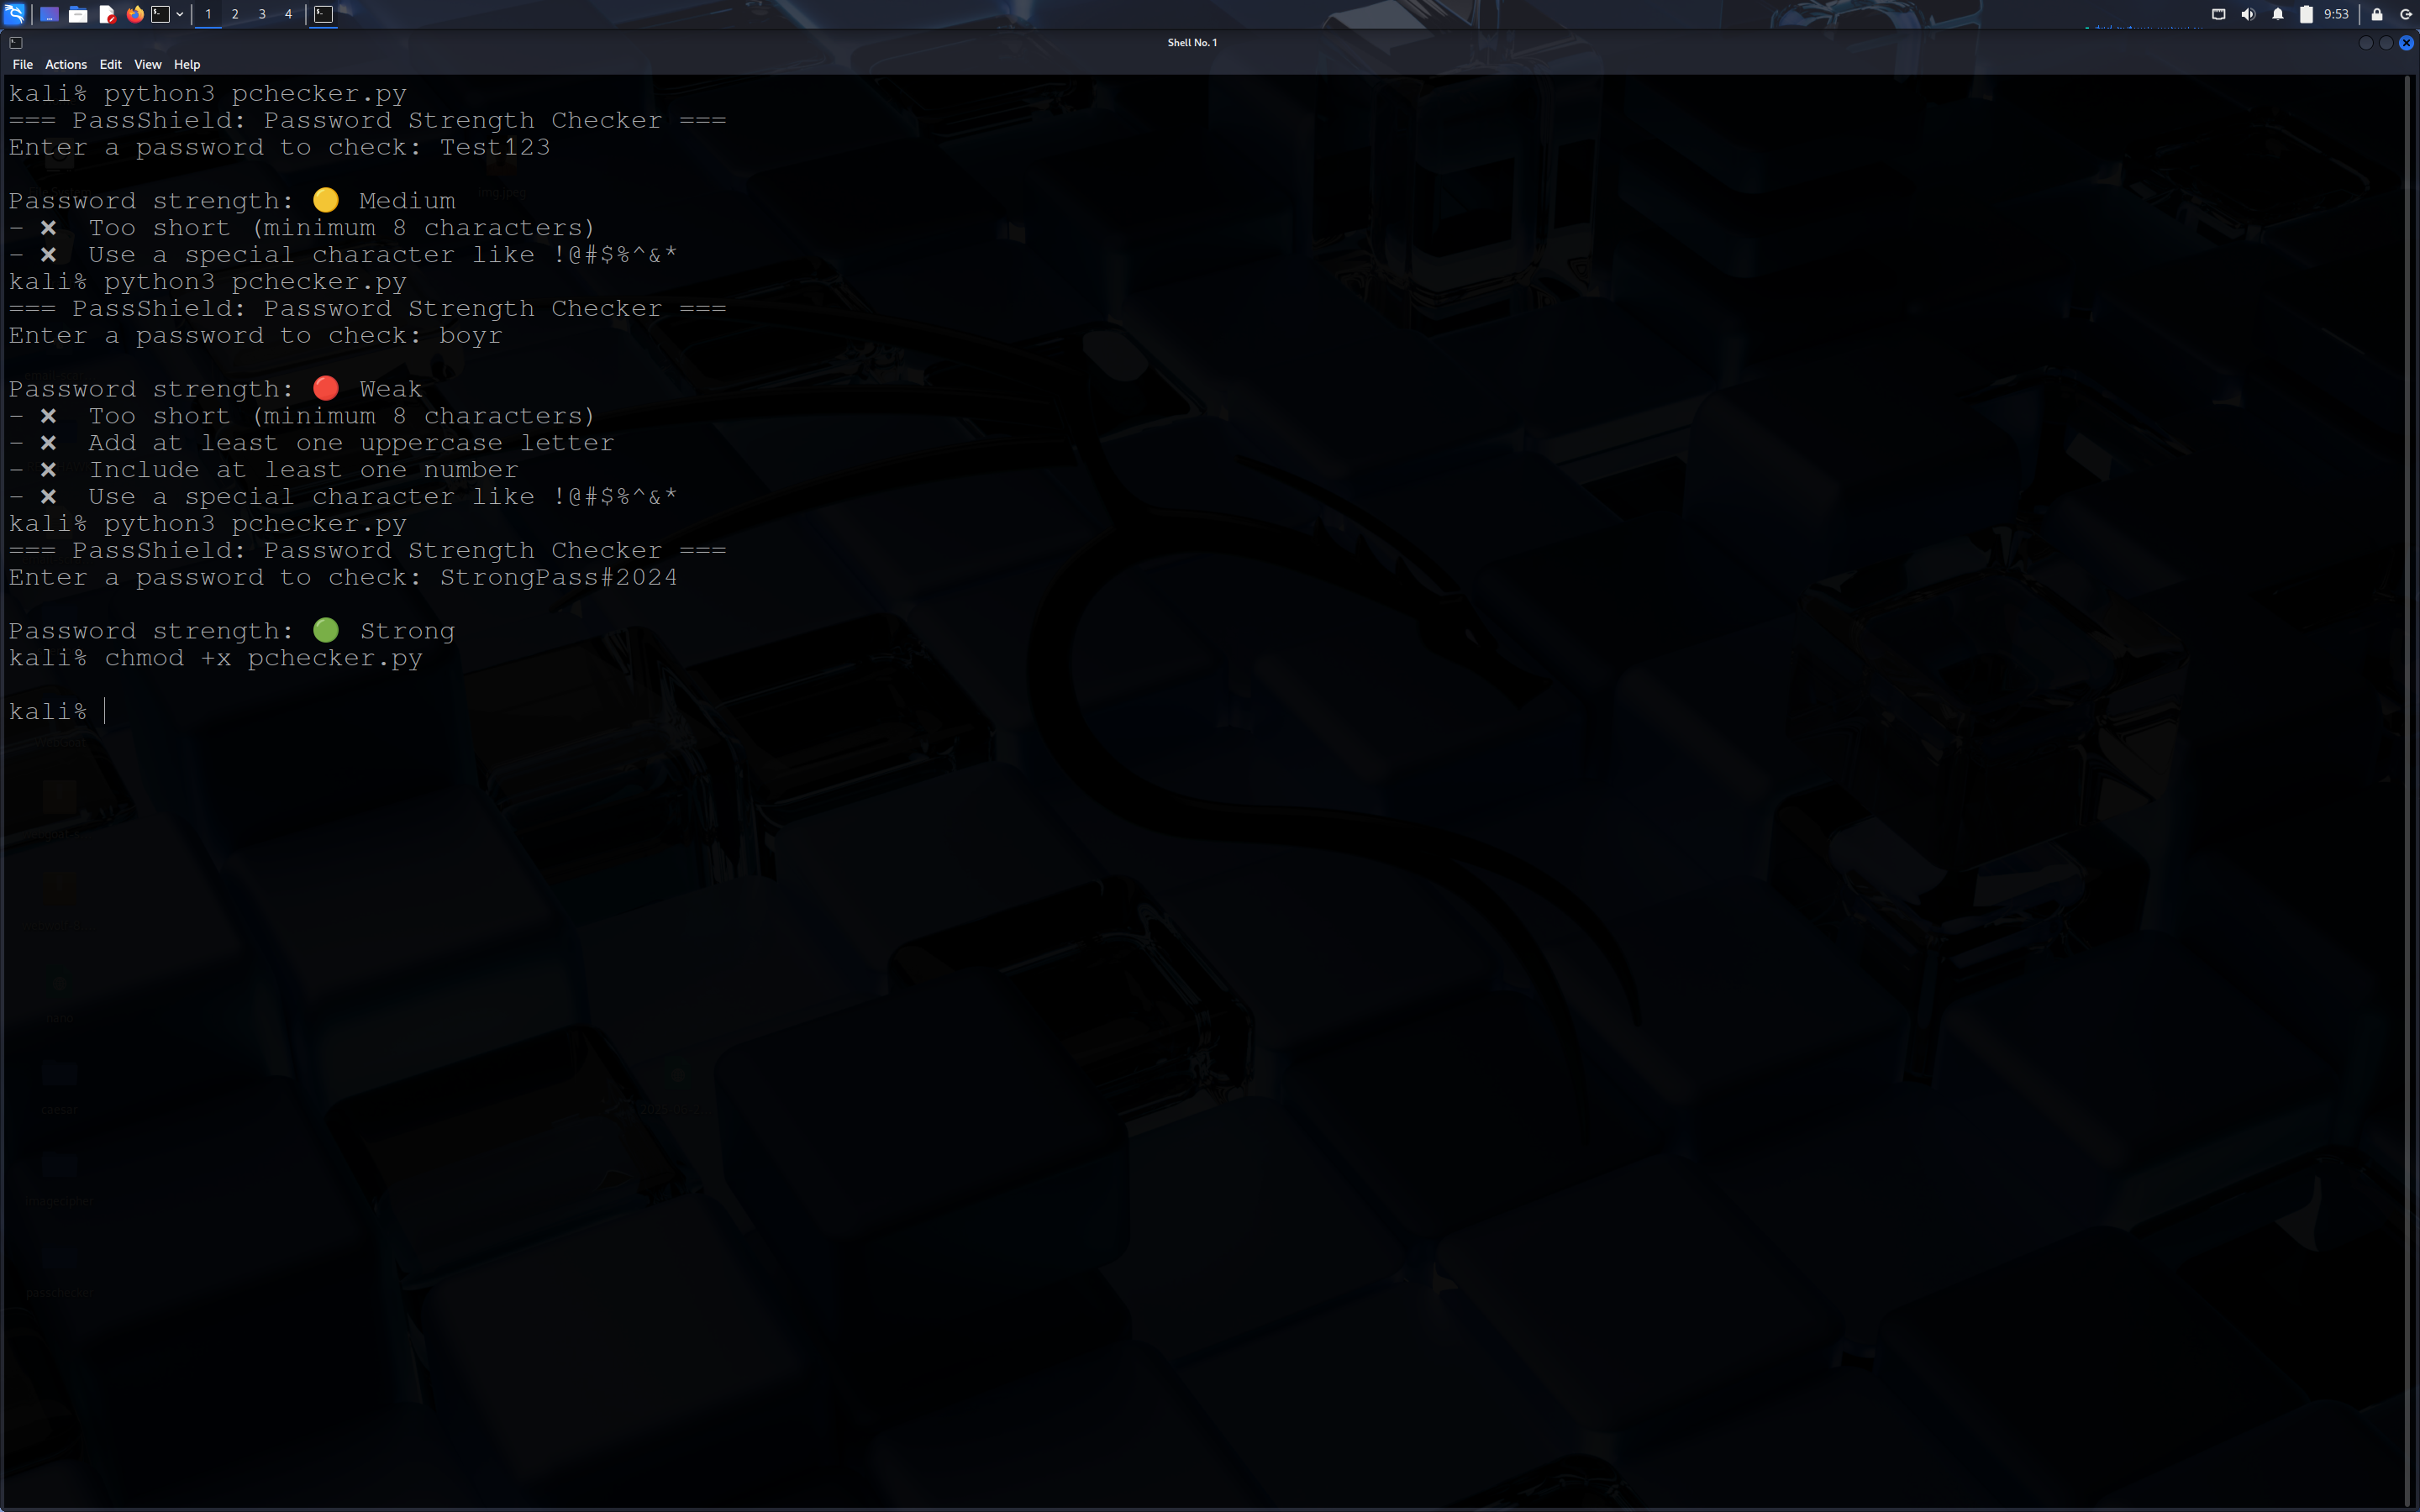 1 2 3 4 9:53
Shell No. 1
File Actions Edit View Help
kali% python3 pchecker.py
=== PassShield: Password Strength Checker ===
Enter a password to check: Test123
Password strength: 🟡 Medium
- ❌ Too short (minimum 8 characters)
- ❌ Use a special character like !@#$%^&*
kali% python3 pchecker.py
=== PassShield: Password Strength Checker ===
Enter a password to check: boyr
Password strength: 🔴 Weak
- ❌ Too short (minimum 8 characters)
- ❌ Add at least one uppercase letter
- ❌ Include at least one number
- ❌ Use a special character like !@#$%^&*
kali% python3 pchecker.py
=== PassShield: Password Strength Checker ===
Enter a password to check: StrongPass#2024
Password strength: 🟢 Strong
kali% chmod +x pchecker.py
kali%
caesar
imagecipher
passchecker